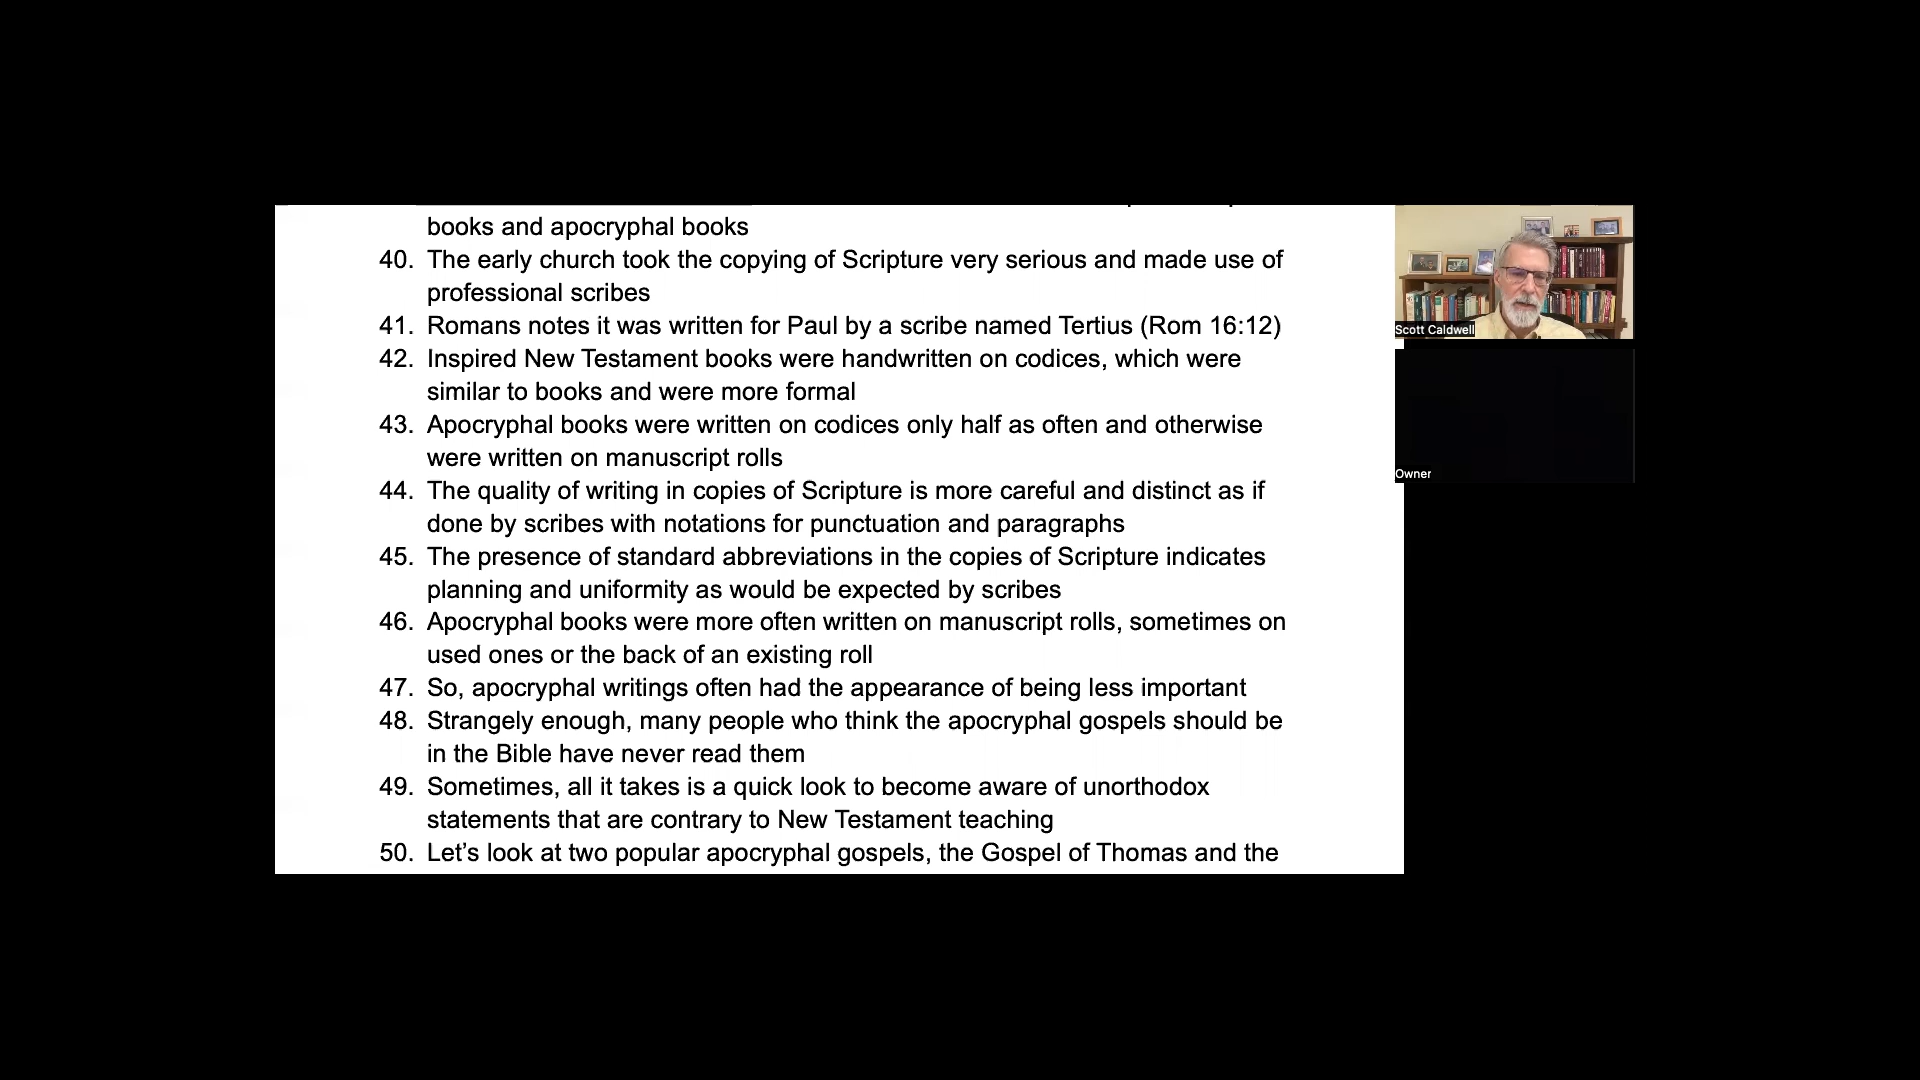 books and apocryphal books
40. The early church took the copying of Scripture very serious and made use of
professional scribes
41. Romans notes it was written for Paul by a scribe named Tertius (Rom 16:12)
42. Inspired New Testament books were handwritten on codices, which were
similar to books and were more formal
43. Apocryphal books were written on codices only half as often and otherwise
were written on manuscript rolls
44. The quality of writing in copies of Scripture is more careful and distinct as if
done by scribes with notations for punctuation and paragraphs
45. The presence of standard abbreviations in the copies of Scripture indicates
planning and uniformity as would be expected by scribes
46. Apocryphal books were more often written on manuscript rolls, sometimes on
used ones or the back of an existing roll
47. So, apocryphal writings often had the appearance of being less important
48. Strangely enough, many people who think the apocryphal gospels should be
in the Bible have never read them
49. Sometimes, all it takes is a quick look to become aware of unorthodox
statements that are contrary to New Testament teaching
50. Let’s look at two popular apocryphal gospels, the Gospel of Thomas and the
Scott Caldwell
Owner